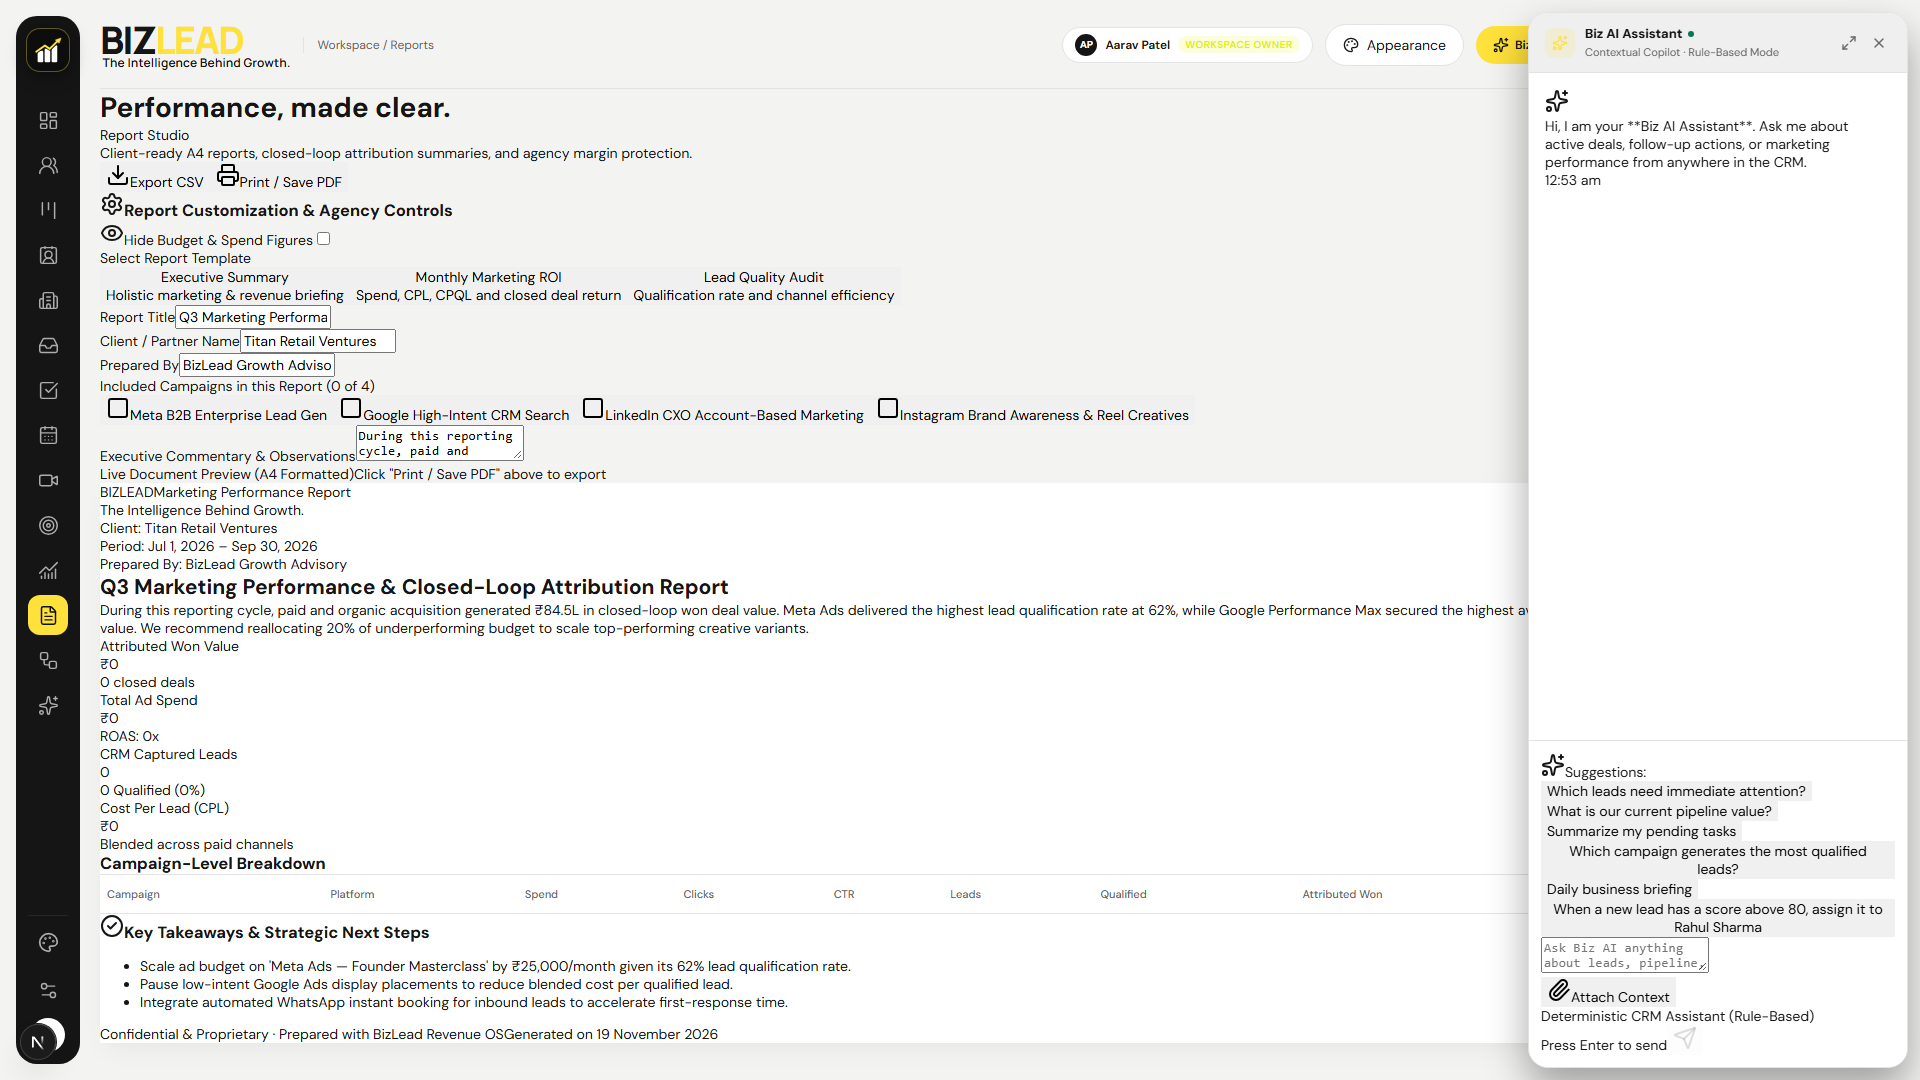 BIZLEAD
The Intelligence Behind Growth.
Workspace / Reports
AP Aarav Patel WORKSPACE OWNER
Appearance
Biz
Performance, made clear.
Report Studio
Client-ready A4 reports, closed-loop attribution summaries, and agency margin protection.
Export CSV Print / Save PDF
Report Customization & Agency Controls
Hide Budget & Spend Figures
Select Report Template
Executive Summary Monthly Marketing ROI Lead Quality Audit
Holistic marketing & revenue briefing Spend, CPL, CPQL and closed deal return Qualification rate and channel efficiency
Report Title Q3 Marketing Performa
Client / Partner Name Titan Retail Ventures
Prepared By BizLead Growth Adviso
Included Campaigns in this Report (0 of 4)
Meta B2B Enterprise Lead Gen Google High-Intent CRM Search LinkedIn CXO Account-Based Marketing Instagram Brand Awareness & Reel Creatives
During this reporting
cycle, paid and
Executive Commentary & Observations
Live Document Preview (A4 Formatted)Click "Print / Save PDF" above to export
BIZLEADMarketing Performance Report
The Intelligence Behind Growth.
Client: Titan Retail Ventures
Period: Jul 1, 2026 – Sep 30, 2026
Prepared By: BizLead Growth Advisory
Q3 Marketing Performance & Closed-Loop Attribution Report
During this reporting cycle, paid and organic acquisition generated ₹84.5L in closed-loop won deal value. Meta Ads delivered the highest lead qualification rate at 62%, while Google Performance Max secured the highest av
value. We recommend reallocating 20% of underperforming budget to scale top-performing creative variants.
Attributed Won Value
₹0
0 closed deals
Total Ad Spend
₹0
ROAS: 0x
CRM Captured Leads
0
0 Qualified (0%)
Cost Per Lead (CPL)
₹0
Blended across paid channels
Campaign-Level Breakdown
Campaign Platform Spend Clicks CTR Leads Qualified Attributed Won
Key Takeaways & Strategic Next Steps
• Scale ad budget on 'Meta Ads — Founder Masterclass' by ₹25,000/month given its 62% lead qualification rate.
• Pause low-intent Google Ads display placements to reduce blended cost per qualified lead.
• Integrate automated WhatsApp instant booking for inbound leads to accelerate first-response time.
Confidential & Proprietary · Prepared with BizLead Revenue OSGenerated on 19 November 2026
N
Biz AI Assistant
Contextual Copilot · Rule-Based Mode
Hi, I am your **Biz AI Assistant**. Ask me about
active deals, follow-up actions, or marketing
performance from anywhere in the CRM.
12:53 am
Suggestions:
Which leads need immediate attention?
What is our current pipeline value?
Summarize my pending tasks
Which campaign generates the most qualified
leads?
Daily business briefing
When a new lead has a score above 80, assign it to
Rahul Sharma
Ask Biz AI anything
about leads, pipeline,
Attach Context
Deterministic CRM Assistant (Rule-Based)
Press Enter to send